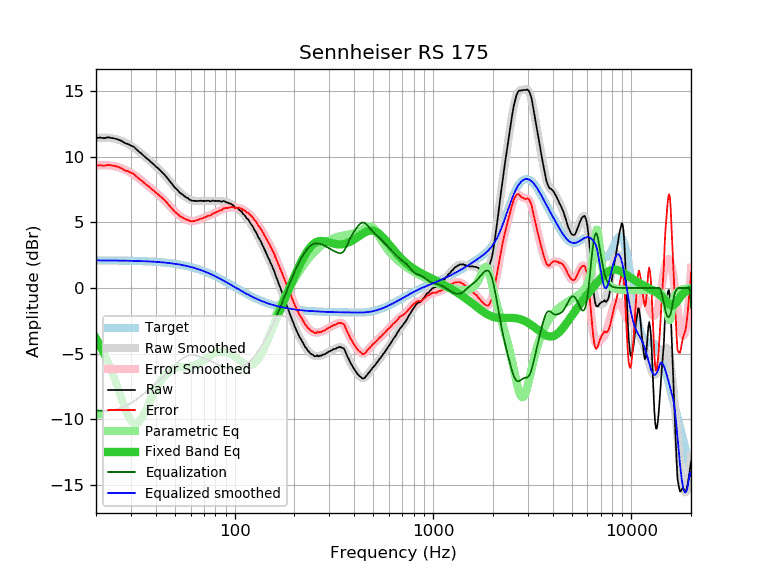 Sennheiser RS 175
Amplitude (dBr)
15
10
5
0
−5
−10
−15
Target
Raw Smoothed
Error Smoothed
Raw
Error
Parametric Eq
Fixed Band Eq
Equalization
Equalized smoothed
100
1000
10000
Frequency (Hz)